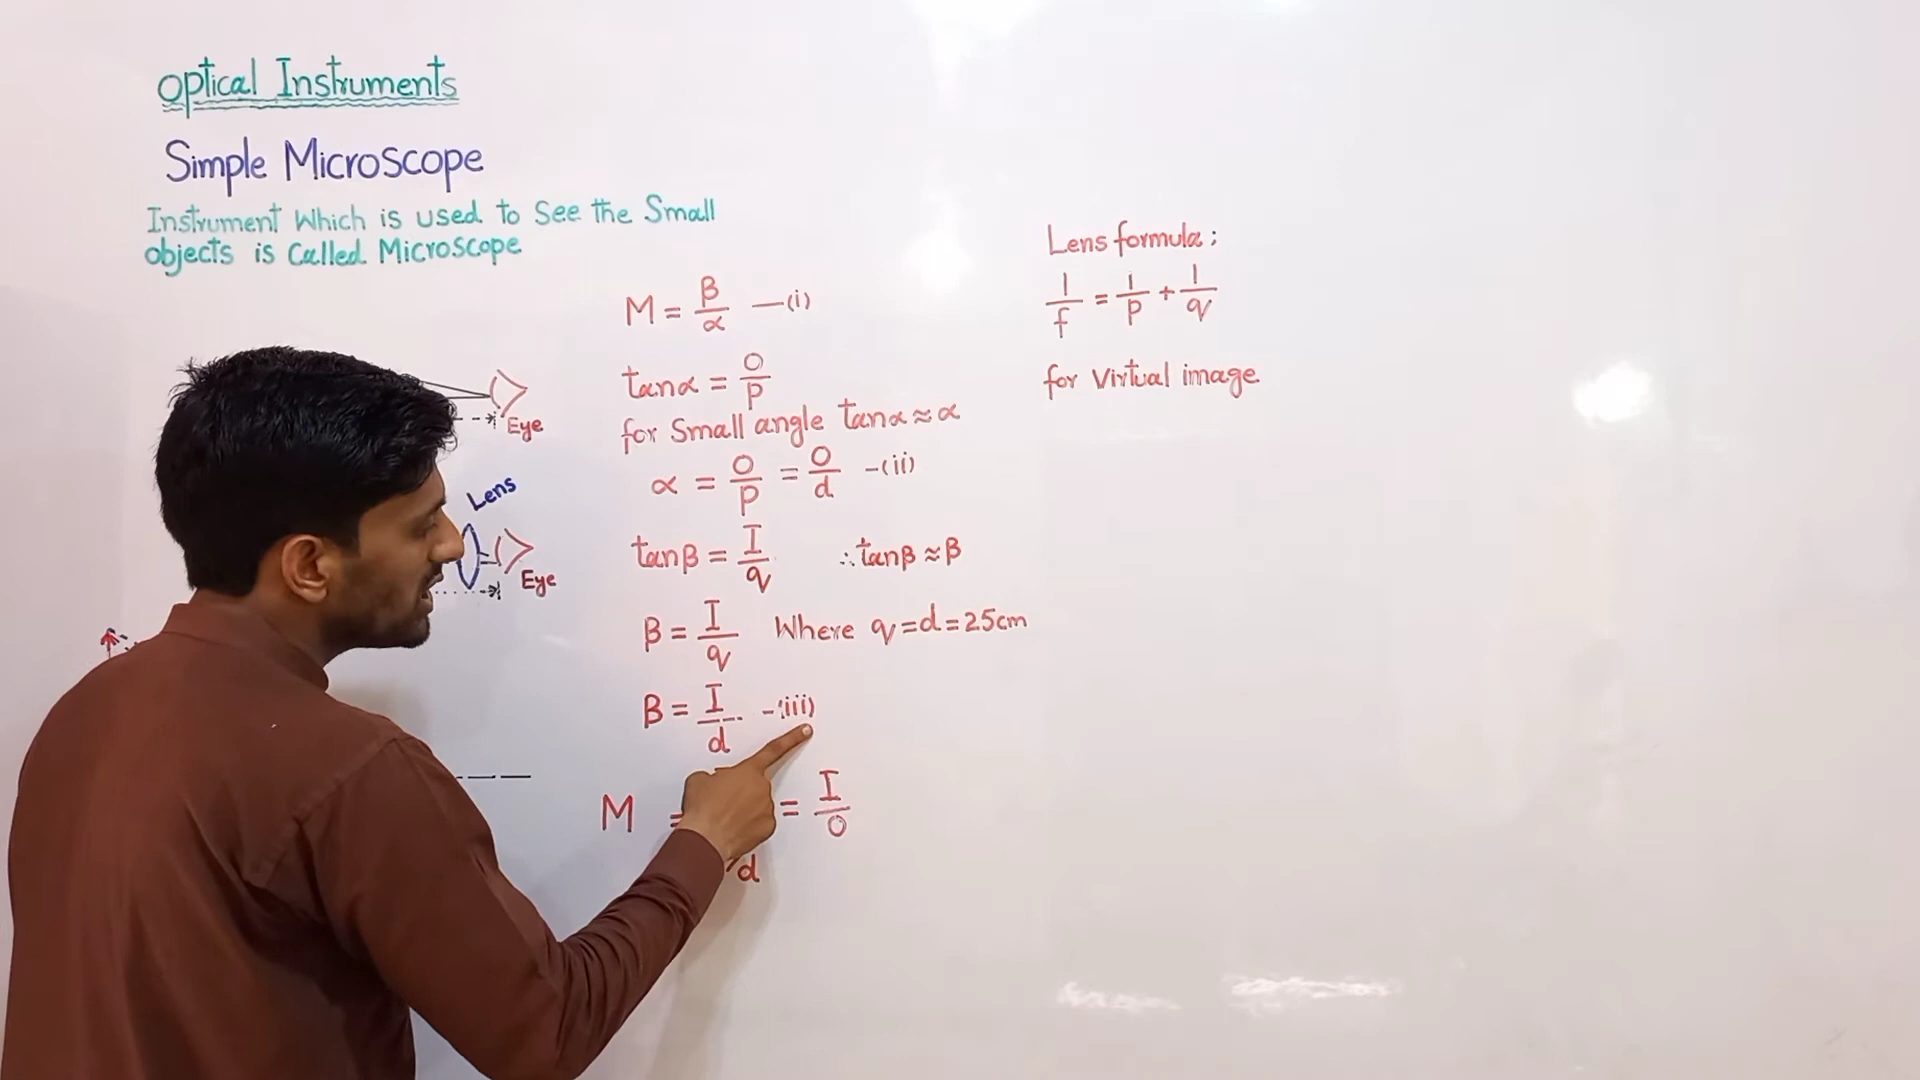 Optical Instruments
Simple Microscope
Instrument Which is used to See the Small
objects is Called Microscope
Eye
Lens
Eye
M = β/α —(i)
tanα = O/P
for Small angle tanα ≈ α
α = O/P = O/d -(ii)
tanβ = I/q ∴ tanβ ≈ β
β = I/q Where q = d = 25cm
β = I/d -(iii)
M = d = I/O
Lens formula :
1/f = 1/p + 1/q
for Virtual image